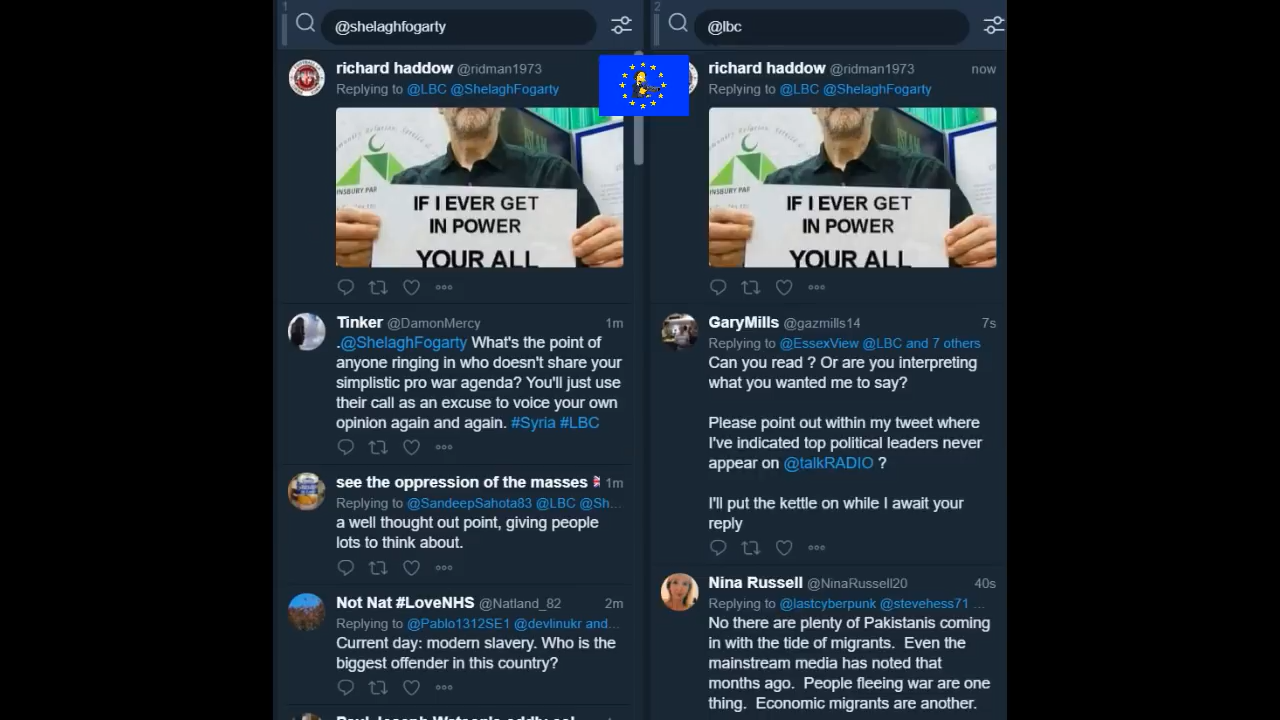 1
@shelaghfogarty
richard haddow @ridman1973
Replying to @LBC @ShelaghFogarty
ISLAM
NSBURY PAR
IF I EVER GET
IN POWER
YOUR ALL
Tinker @DamonMercy 1m
.@ShelaghFogarty What's the point of
anyone ringing in who doesn't share your
simplistic pro war agenda? You'll just use
their call as an excuse to voice your own
opinion again and again. #Syria #LBC
see the oppression of the masses 1m
Replying to @SandeepSahota83 @LBC @Sh...
a well thought out point, giving people
lots to think about.
Not Nat #LoveNHS @Natland_82 2m
Replying to @Pablo1312SE1 @devlinukr and...
Current day: modern slavery. Who is the
biggest offender in this country?
2
@lbc
richard haddow @ridman1973 now
Replying to @LBC @ShelaghFogarty
ISLAM
NSBURY PAR
IF I EVER GET
IN POWER
YOUR ALL
GaryMills @gazmills14 7s
Replying to @EssexView @LBC and 7 others
Can you read ? Or are you interpreting
what you wanted me to say?
Please point out within my tweet where
I've indicated top political leaders never
appear on @talkRADIO ?
I'll put the kettle on while I await your
reply
Nina Russell @NinaRussell20 40s
Replying to @lastcyberpunk @stevehess71 ...
No there are plenty of Pakistanis coming
in with the tide of migrants. Even the
mainstream media has noted that
months ago. People fleeing war are one
thing. Economic migrants are another.